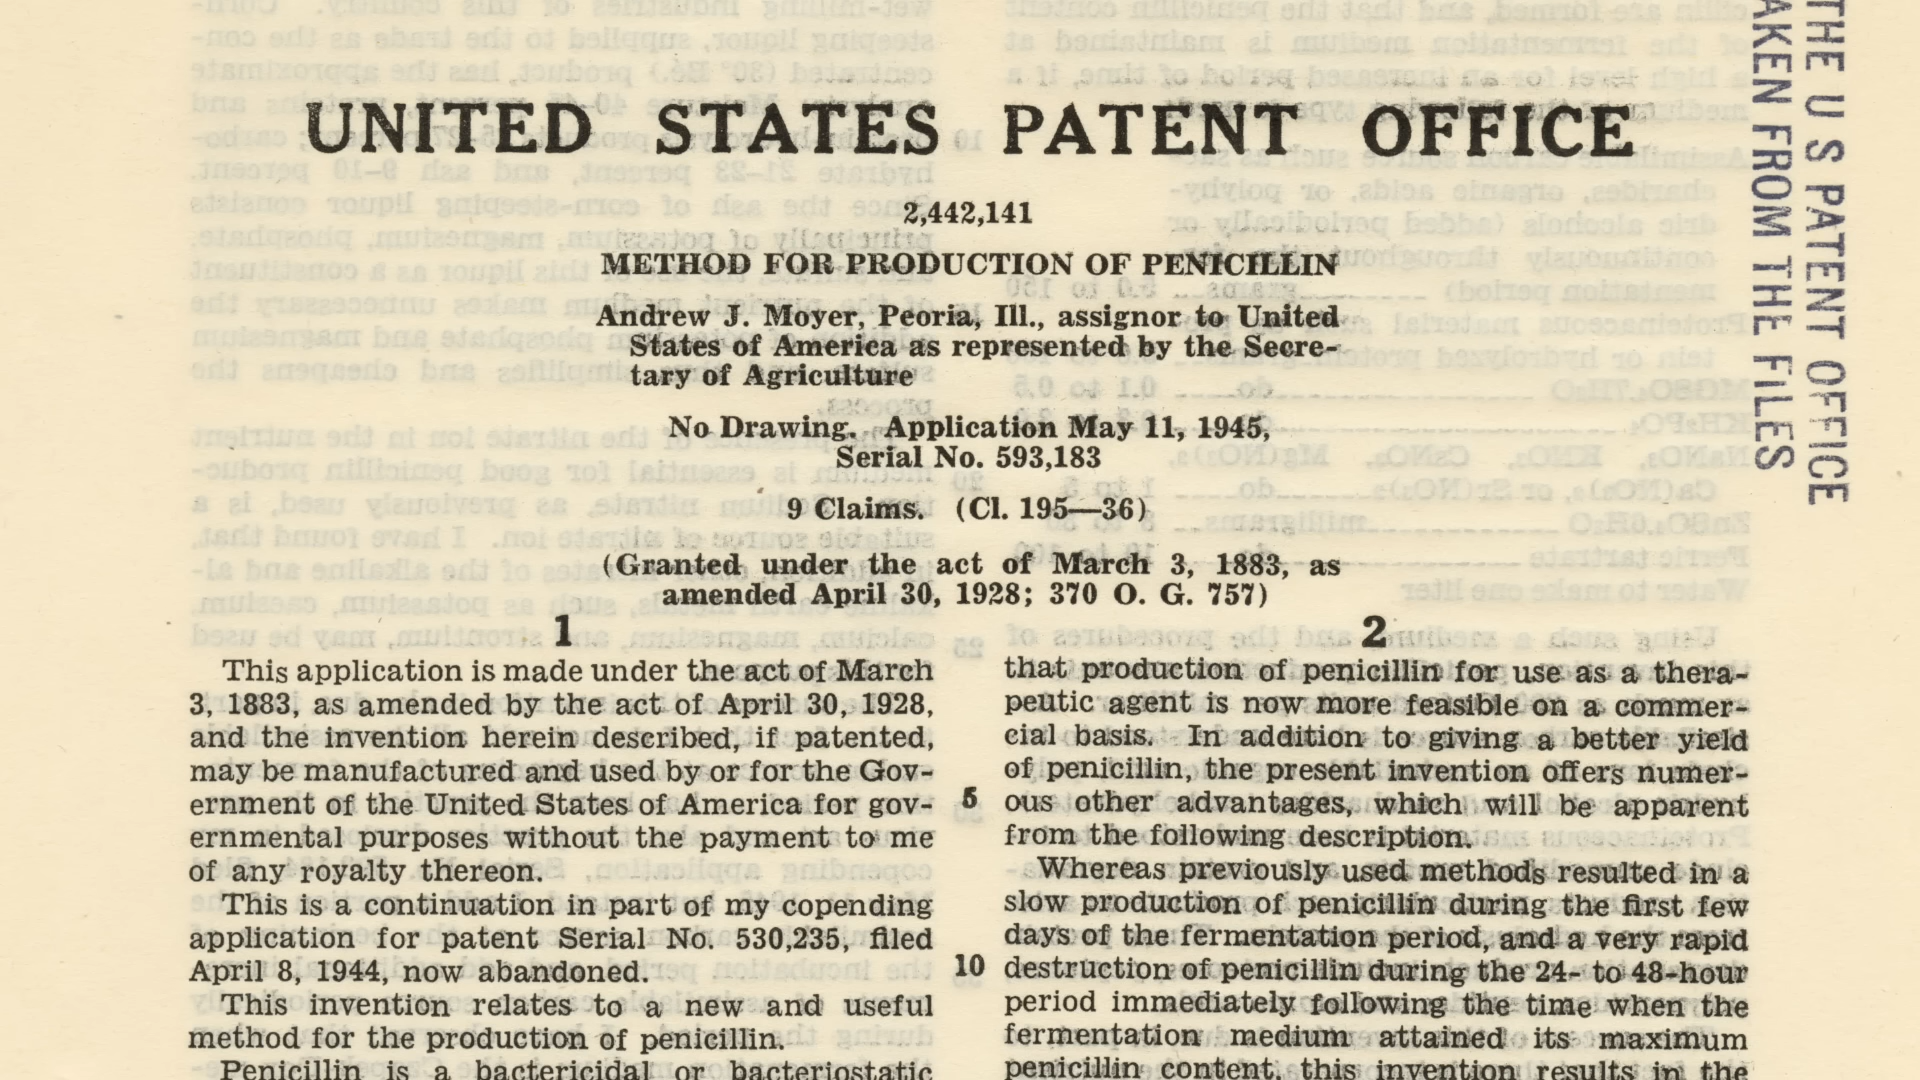 UNITED STATES PATENT OFFICE
2,442,141
METHOD FOR PRODUCTION OF PENICILLIN
Andrew J. Moyer, Peoria, Ill., assignor to United
States of America as represented by the Secre-
tary of Agriculture
No Drawing. Application May 11, 1945,
Serial No. 593,183
9 Claims. (Cl. 195—36)
(Granted under the act of March 3, 1883, as
amended April 30, 1928; 370 O. G. 757)
1
This application is made under the act of March
3, 1883, as amended by the act of April 30, 1928,
and the invention herein described, if patented,
may be manufactured and used by or for the Gov-
ernment of the United States of America for gov-
ernmental purposes without the payment to me
of any royalty thereon.
This is a continuation in part of my copending
application for patent Serial No. 530,235, filed
April 8, 1944, now abandoned.
This invention relates to a new and useful
method for the production of penicillin.
Penicillin is a bactericidal or bacteriostatic
2
that production of penicillin for use as a thera-
peutic agent is now more feasible on a commer-
cial basis. In addition to giving a better yield
of penicillin, the present invention offers numer-
5 ous other advantages, which will be apparent
from the following description.
Whereas previously used methods resulted in a
slow production of penicillin during the first few
days of the fermentation period, and a very rapid
10 destruction of penicillin during the 24- to 48-hour
period immediately following the time when the
fermentation medium attained its maximum
penicillin content, this invention results in the
THE U S PATENT OFFICE
AKEN FROM THE FILES